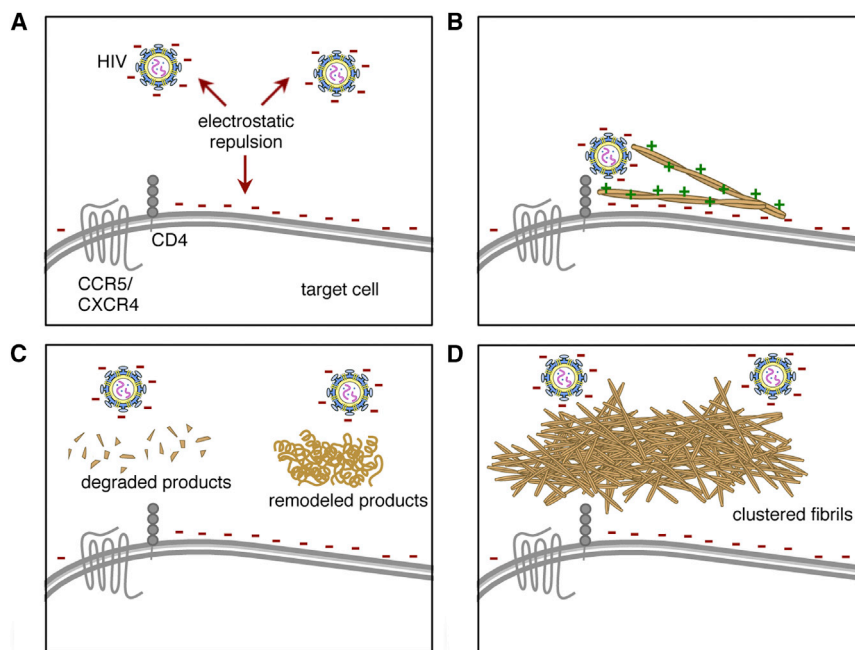 A
HIV
electrostatic
repulsion
CD4
CCR5/
CXCR4
target cell
B
C
degraded products
remodeled products
D
clustered fibrils